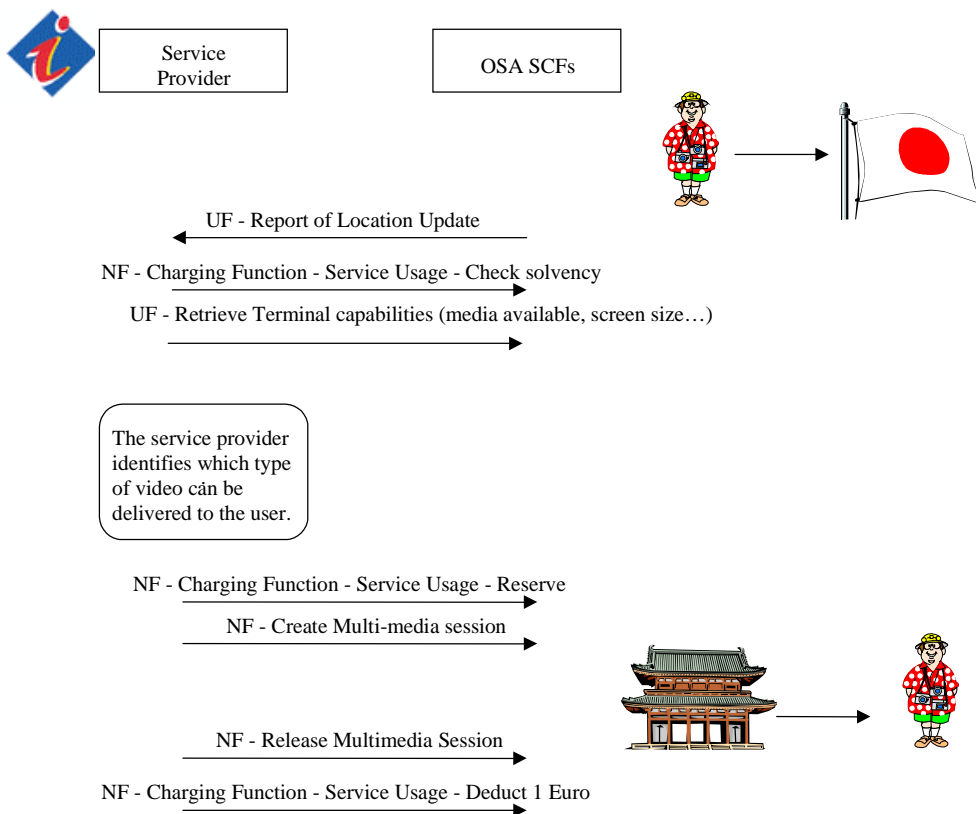 i
Service
Provider
OSA SCFs
UF - Report of Location Update
NF - Charging Function - Service Usage - Check solvency
UF - Retrieve Terminal capabilities (media available, screen size…)
The service provider
identifies which type
of video can be
delivered to the user.
NF - Charging Function - Service Usage - Reserve
NF - Create Multi-media session
NF - Release Multimedia Session
NF - Charging Function - Service Usage - Deduct 1 Euro